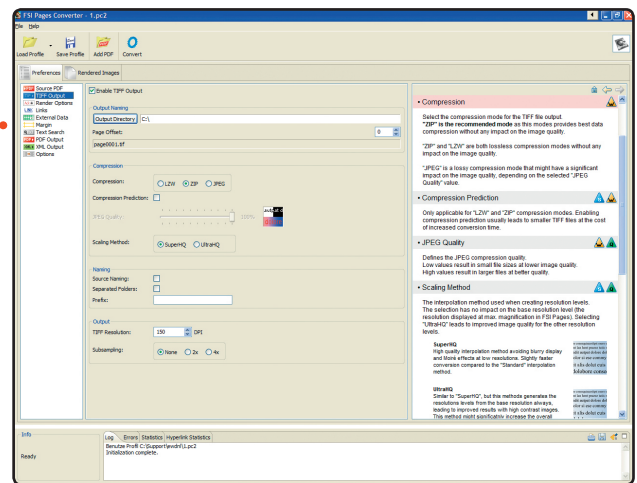 FSI Pages Converter - 1.pc2
File Help
Load Profile Save Profile Add PDF Convert
Preferences Rendered Images
Source PDF
TIFF Output
Render Options
Links
External Data
Margin
Text Search
PDF Output
XML Output
Options
Enable TIFF Output
Output Naming
Output Directory C:\
Page Offset: 0
page0001.tif
Compression
Compression: LZW ZIP JPEG
Compression Prediction:
JPEG Quality 100%
Scaling Method: SuperHQ UltraHQ
Naming
Source Naming:
Separated Folders:
Prefix:
Output
TIFF Resolution: 150 DPI
Subsampling: None 2x 4x
• Compression
Select the compression mode for the TIFF file output
"ZIP" is the recommended mode as this modes provides best data
compression without any impact on the image quality.
"ZIP" and "LZW" are both lossless compression modes without any
impact on the image quality.
"JPEG" is a lossy compression mode that might have a significant
impact on the image quality, depending on the selected "JPEG
Quality" value.
• Compression Prediction
Only applicable for "LZW" and "ZIP" compression modes. Enabling
compression prediction usually leads to smaller TIFF files at the cost
of increased conversion time.
• JPEG Quality
Defines the JPEG compression quality.
Low values result in small file sizes at lower image quality.
High values result in larger files at better quality.
• Scaling Method
The interpolation method used when creating resolution levels.
The selection has no impact on the base resolution level (the
resolution displayed at max. magnification in FSI Pages). Selecting
"UltraHQ" leads to improved image quality for the other resolution
levels.
SuperHQ
High quality interpolation method avoiding blurry display
and Moiré effects at low resolutions. Slightly faster
conversion compared to the "Standard" interpolation
method.
UltraHQ
Similar to "SuperHQ", but this methods generates the
resolutions levels from the base resolution always,
leading to improved results with high contrast images.
This method might significantly increase the overall
Info
Ready
Log Errors Statistics Hyperlink Statistics
Benutze Profil C:\Support\ewdnl\1.pc2
Initialization complete.